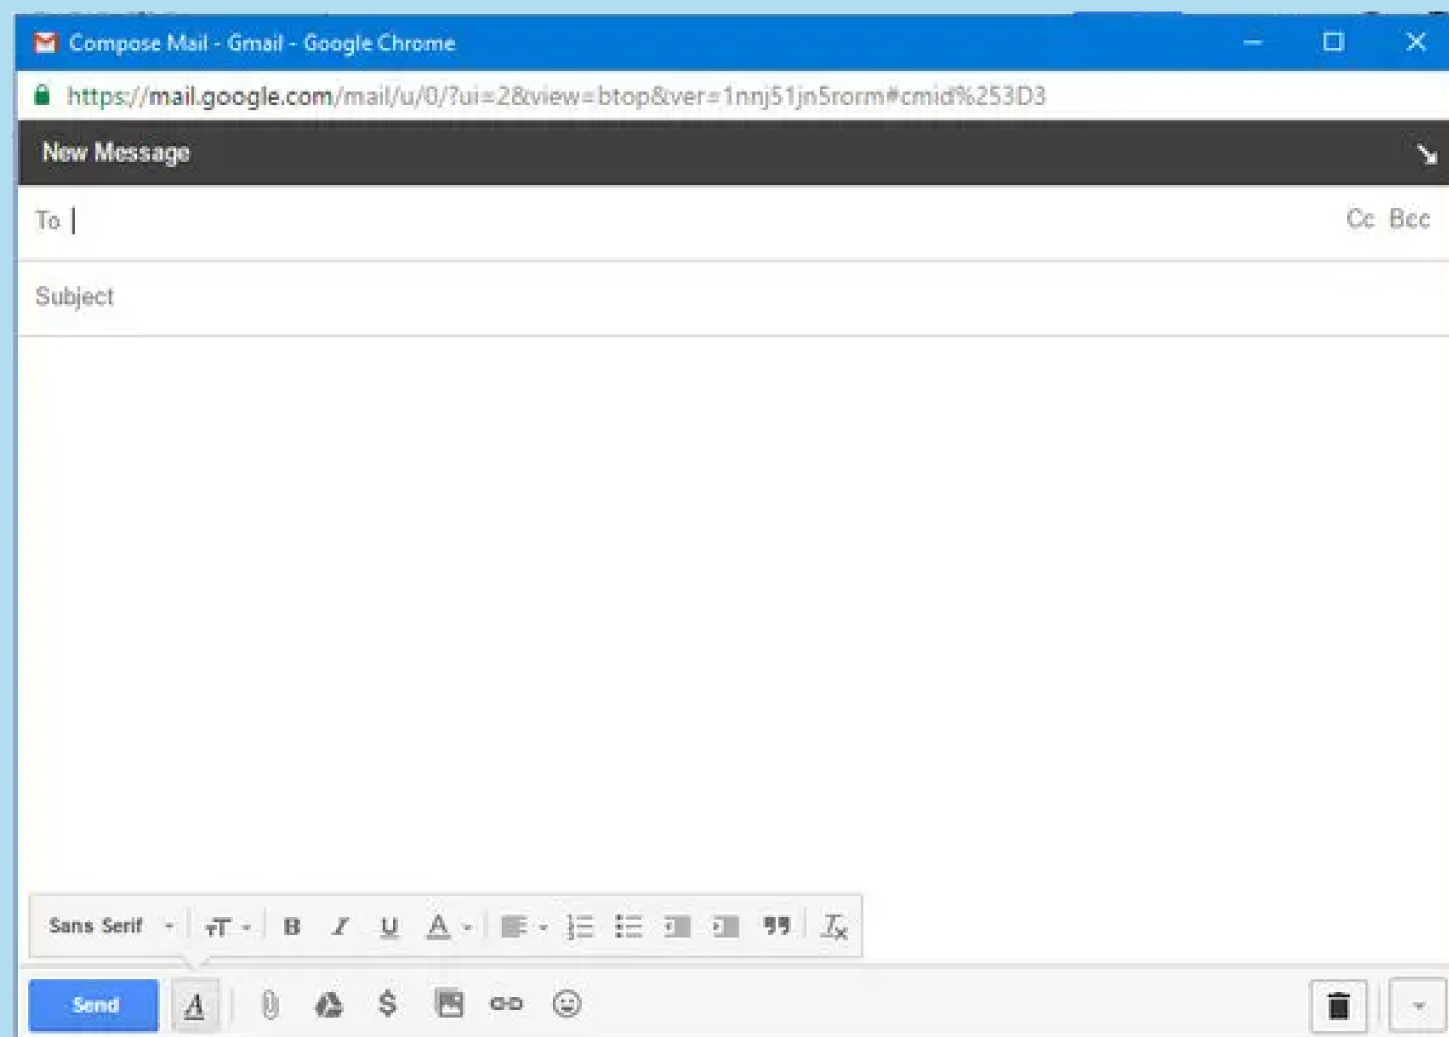 Compose Mail - Gmail - Google Chrome
https://mail.google.com/mail/u/0/?ui=2&view=btop&ver=1nnj51jn5rorm#cmid%253D3
New Message
To Cc Bcc
Subject
Sans Serif
Send